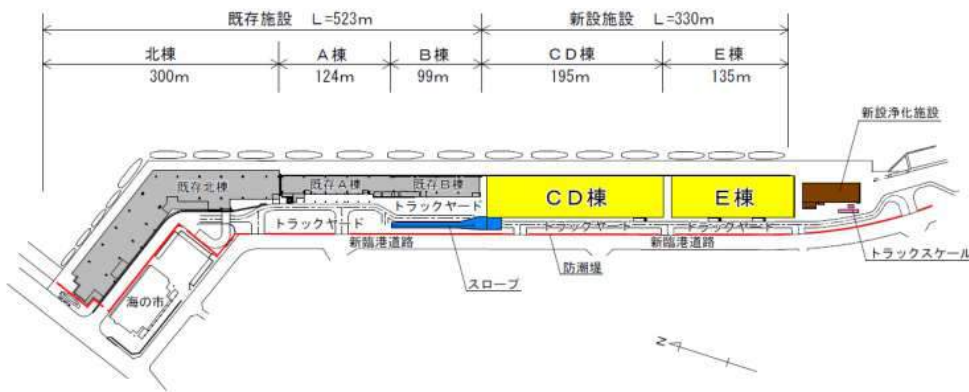 既存施設 L=523m
新設施設 L=330m
北棟
A棟
B棟
CD棟
E棟
300m
124m
99m
195m
135m
新設浄化施設
既存北棟
既存A棟
既存B棟
CD棟
E棟
トラックヤード
トラックヤード
トラックヤード
トラックヤード
新臨港道路
新臨港道路
トラックスケール
防潮堤
スロープ
海の市
N